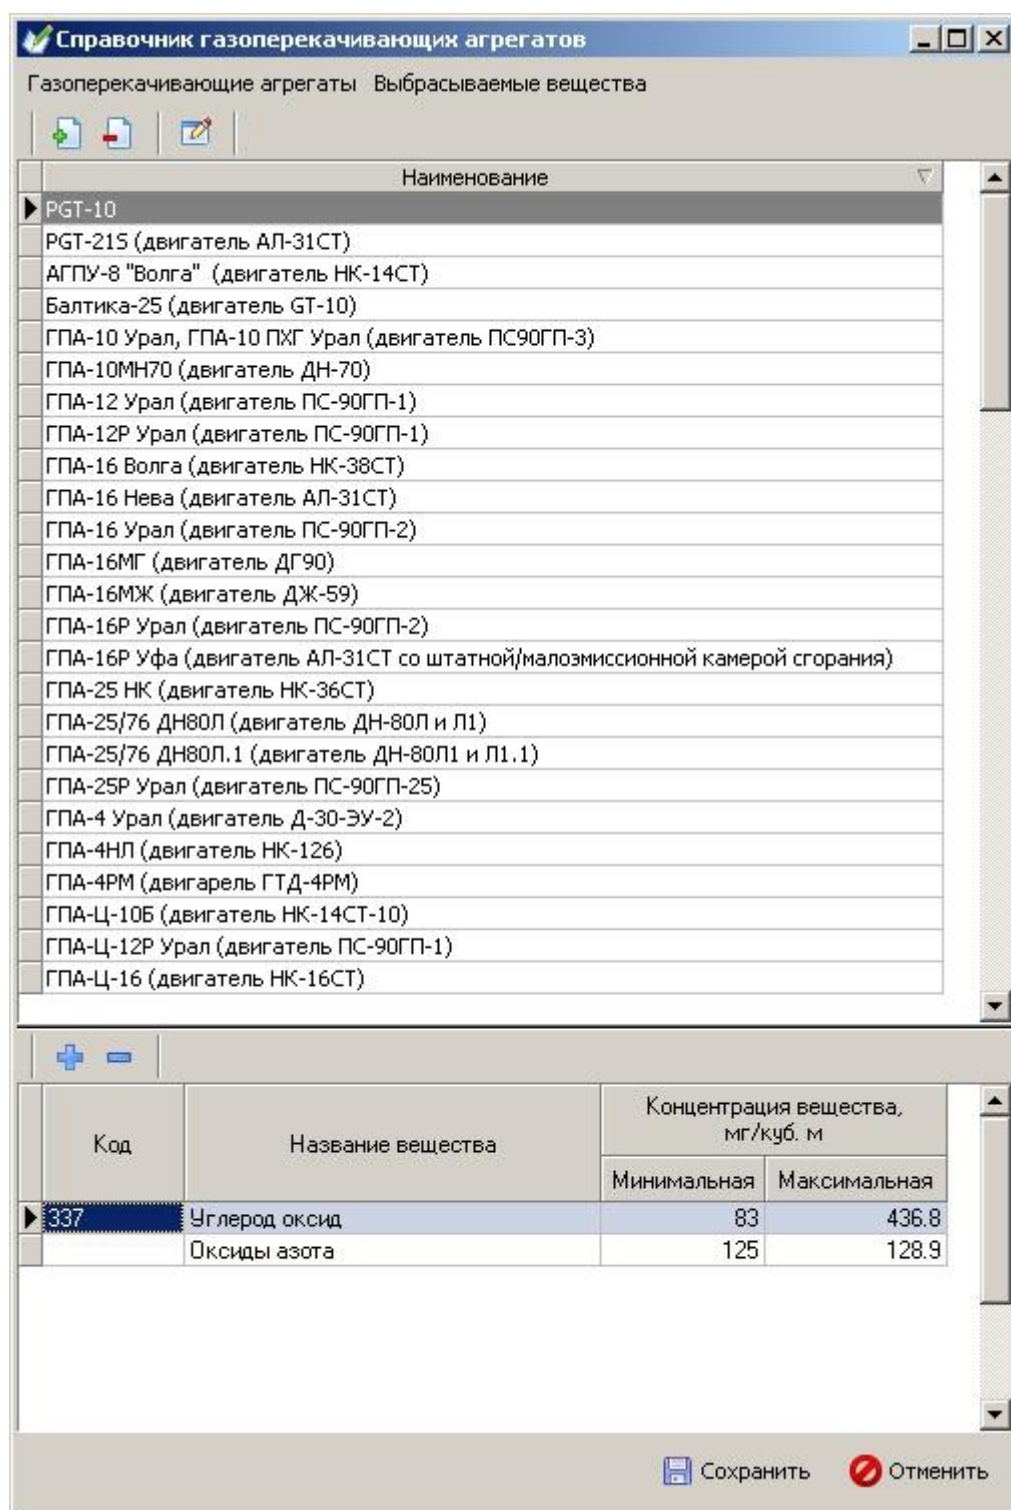 Справочник газоперекачивающих агрегатов
Газоперекачивающие агрегаты Выбрасываемые вещества
Наименование
PGT-10
PGT-21S (двигатель АЛ-31СТ)
АГПУ-8 "Волга" (двигатель НК-14СТ)
Балтика-25 (двигатель GT-10)
ГПА-10 Урал, ГПА-10 ПХГ Урал (двигатель ПС90ГП-3)
ГПА-10МН70 (двигатель ДН-70)
ГПА-12 Урал (двигатель ПС-90ГП-1)
ГПА-12Р Урал (двигатель ПС-90ГП-1)
ГПА-16 Волга (двигатель НК-38СТ)
ГПА-16 Нева (двигатель АЛ-31СТ)
ГПА-16 Урал (двигатель ПС-90ГП-2)
ГПА-16МГ (двигатель ДГ90)
ГПА-16МЖ (двигатель ДЖ-59)
ГПА-16Р Урал (двигатель ПС-90ГП-2)
ГПА-16Р Уфа (двигатель АЛ-31СТ со штатной/малоэмиссионной камерой сгорания)
ГПА-25 НК (двигатель НК-36СТ)
ГПА-25/76 ДН80Л (двигатель ДН-80Л и Л1)
ГПА-25/76 ДН80Л.1 (двигатель ДН-80Л1 и Л1.1)
ГПА-25Р Урал (двигатель ПС-90ГП-25)
ГПА-4 Урал (двигатель Д-30-ЭУ-2)
ГПА-4НЛ (двигатель НК-126)
ГПА-4РМ (двигарель ГТД-4РМ)
ГПА-Ц-10Б (двигатель НК-14СТ-10)
ГПА-Ц-12Р Урал (двигатель ПС-90ГП-1)
ГПА-Ц-16 (двигатель НК-16СТ)
Код Название вещества Концентрация вещества,
мг/куб. м
Минимальная Максимальная
337 Углерод оксид 83 436.8
Оксиды азота 125 128.9
Сохранить Отменить